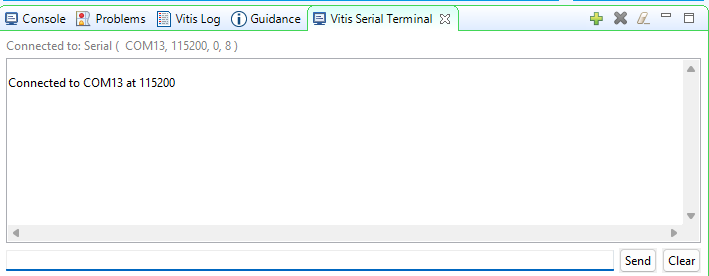 Console Problems Vitis Log Guidance Vitis Serial Terminal
Connected to: Serial ( COM13, 115200, 0, 8 )
Connected to COM13 at 115200
Send Clear